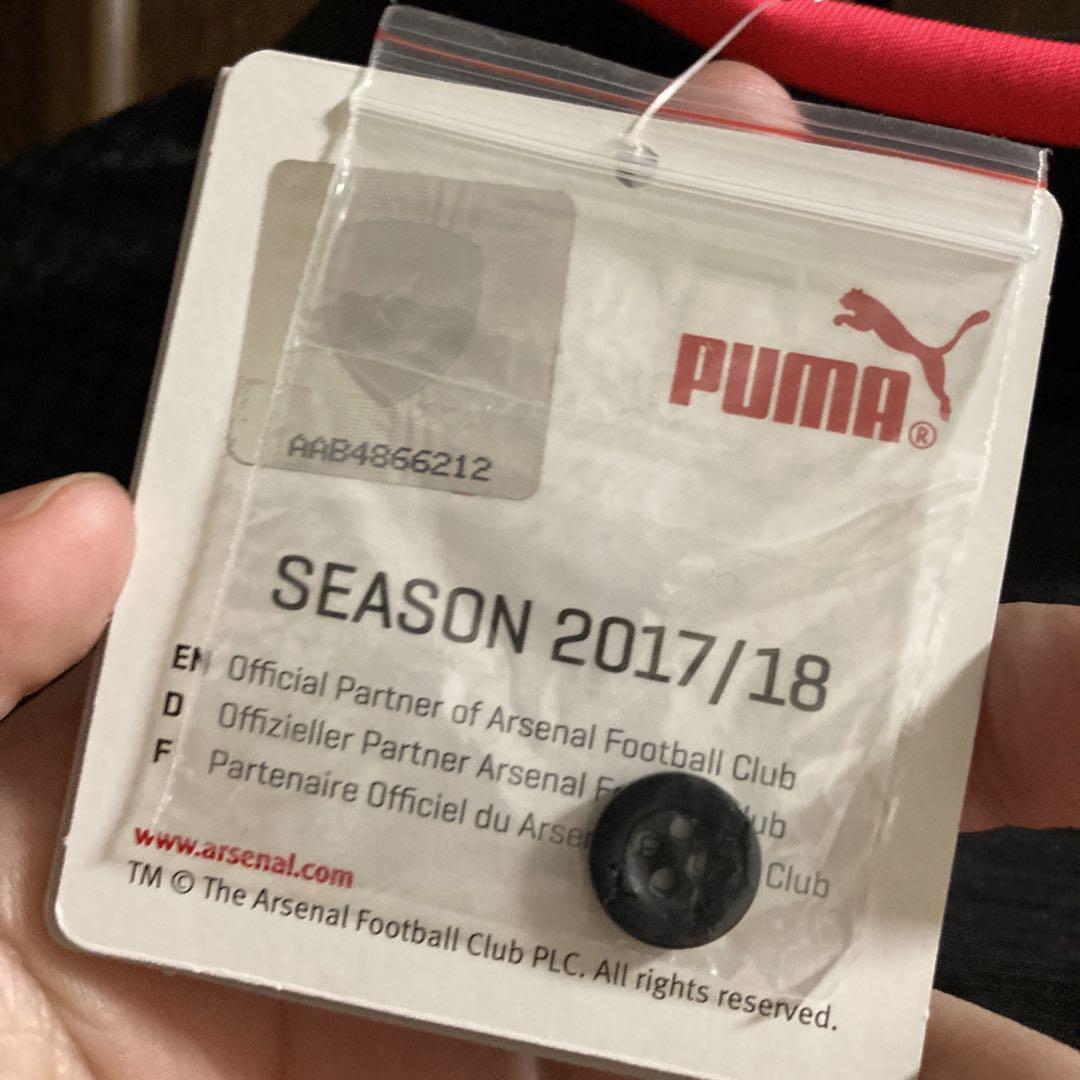 PUMA®
AAB4866212
SEASON 2017/18
EN Official Partner of Arsenal Football Club
D Offizieller Partner Arsenal
F Partenaire Officiel du Club
www.arsenal.com
TM © The Arsenal Football Club PLC. All rights reserved.